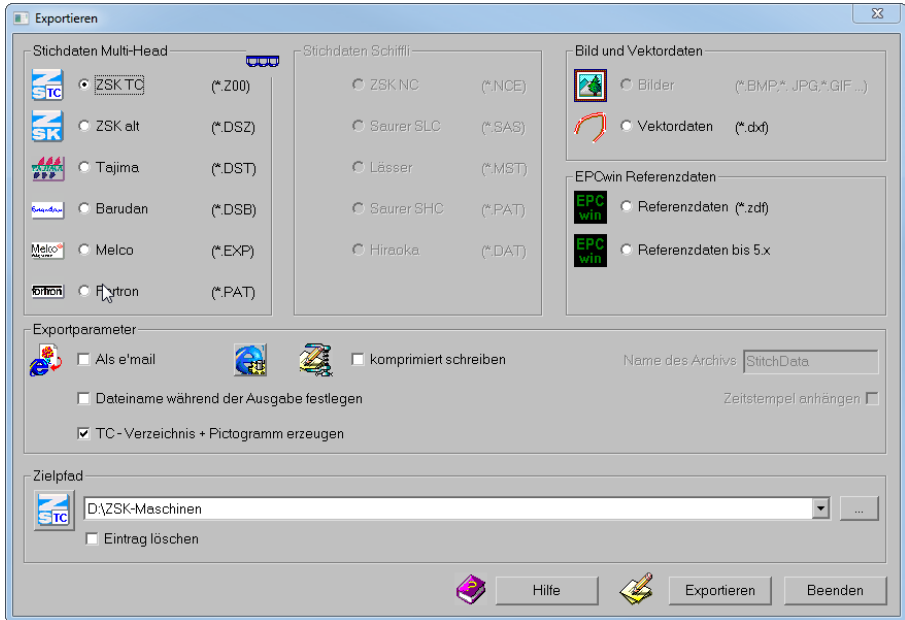 Exportieren
Stichdaten Multi-Head
ZSK TC (*.Z00)
ZSK alt (*.DSZ)
Tajima (*.DST)
Barudan (*.DSB)
Melco (*.EXP)
(*.PAT)
Stichdaten Schiffli
ZSK NC (*.NCE)
Saurer SLC (*.SAS)
Lässer (*.MST)
Saurer SHC (*.PAT)
Hiraoka (*.DAT)
Bild und Vektordaten
Bilder (*.BMP,*. JPG,*.GIF ...)
Vektordaten (*.dxf)
EPCwin Referenzdaten
EPC
win
Referenzdaten (*.zdf)
EPC
win
Referenzdaten bis 5.x
Exportparameter
Als e'mail
komprimiert schreiben
Name des Archivs StitchData
Dateiname während der Ausgabe festlegen
Zeitstempel anhängen
TC - Verzeichnis + Pictogramm erzeugen
Zielpfad
D:\ZSK-Maschinen
...
Eintrag löschen
Hilfe
Exportieren
Beenden